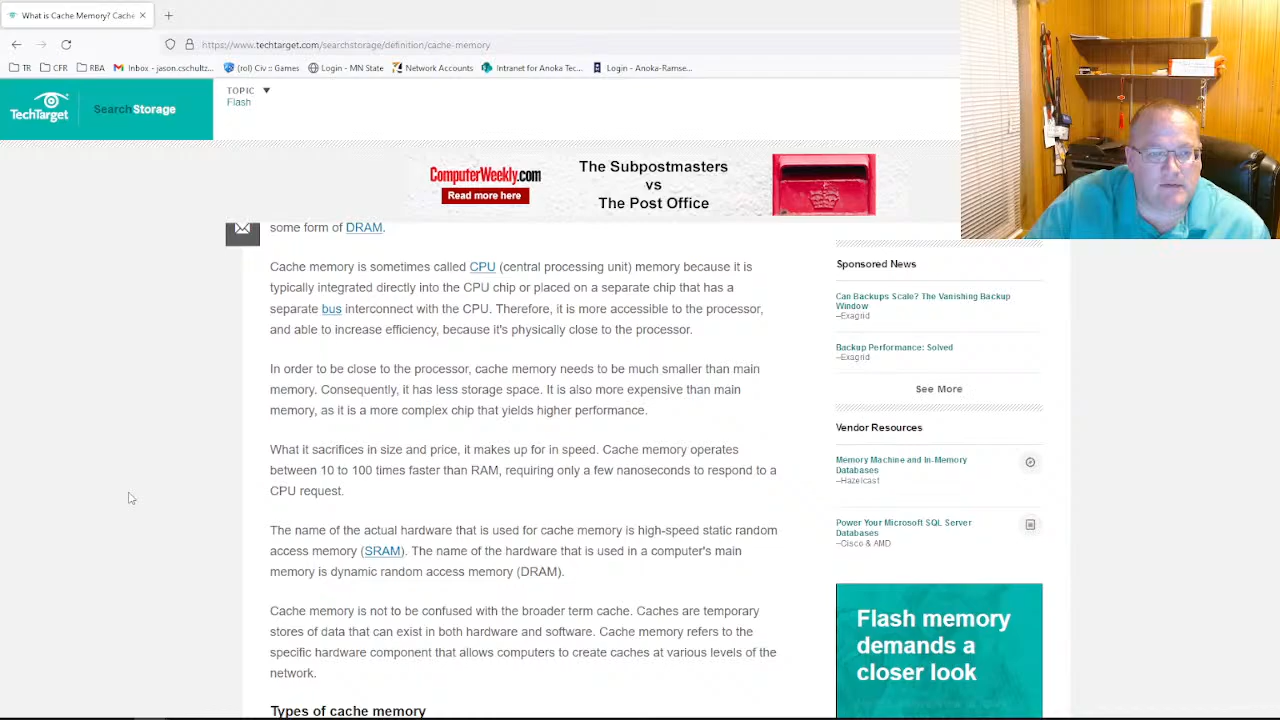 What is Cache Memory? Cache
https://www.techtarget.com/searchstorage/definition/cache-memory
TR
CFR
RBA
Inbox - jason.cmultz...
Login - Anoka-Ramse...
TechTarget
SearchStorage
TOPIC
Flash
ComputerWeekly.com
Read more here
The Subpostmasters
vs
The Post Office
some form of DRAM.
Cache memory is sometimes called CPU (central processing unit) memory because it is
typically integrated directly into the CPU chip or placed on a separate chip that has a
separate bus interconnect with the CPU. Therefore, it is more accessible to the processor,
and able to increase efficiency, because it's physically close to the processor.
In order to be close to the processor, cache memory needs to be much smaller than main
memory. Consequently, it has less storage space. It is also more expensive than main
memory, as it is a more complex chip that yields higher performance.
What it sacrifices in size and price, it makes up for in speed. Cache memory operates
between 10 to 100 times faster than RAM, requiring only a few nanoseconds to respond to a
CPU request.
The name of the actual hardware that is used for cache memory is high-speed static random
access memory (SRAM). The name of the hardware that is used in a computer's main
memory is dynamic random access memory (DRAM).
Cache memory is not to be confused with the broader term cache. Caches are temporary
stores of data that can exist in both hardware and software. Cache memory refers to the
specific hardware component that allows computers to create caches at various levels of the
network.
Types of cache memory
Sponsored News
Can Backups Scale? The Vanishing Backup
Window
–Exagrid
Backup Performance: Solved
–Exagrid
See More
Vendor Resources
Memory Machine and In-Memory
Databases
–Hazelcast
Power Your Microsoft SQL Server
Databases
–Cisco & AMD
Flash memory
demands a
closer look